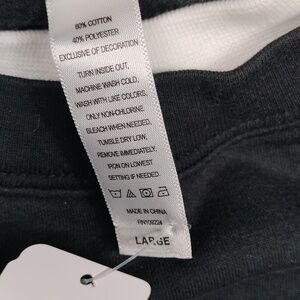 60% COTTON
40% POLYESTER
EXCLUSIVE OF DECORATION
TURN INSIDE OUT,
MACHINE WASH COLD,
WASH WITH LIKE COLORS,
ONLY NON-CHLORINE
BLEACH WHEN NEEDED,
TUMBLE DRY LOW,
REMOVE IMMEDIATELY,
IRON ON LOWEST
SETTING IF NEEDED.
MADE IN CHINA
LARGE